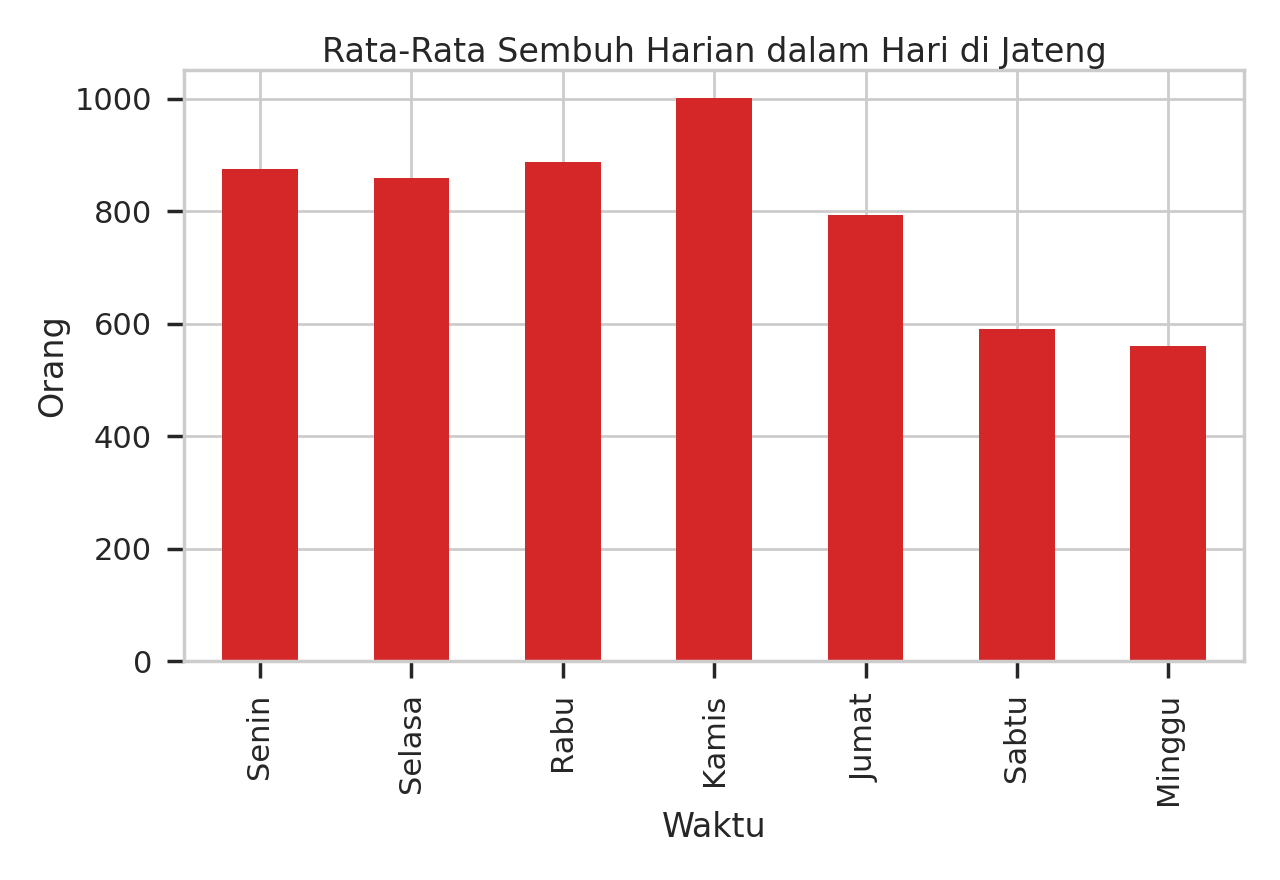 Rata-Rata Sembuh Harian dalam Hari di Jateng
1000
800
600
400
200
0
Orang
Senin
Selasa
Rabu
Kamis
Jumat
Sabtu
Minggu
Waktu